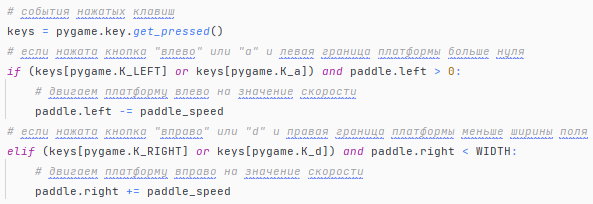 # события нажатых клавиш
keys = pygame.key.get_pressed()
# если нажата кнопка "влево" или "a" и левая граница платформы больше нуля
if (keys[pygame.K_LEFT] or keys[pygame.K_a]) and paddle.left > 0:
# двигаем платформу влево на значение скорости
paddle.left -= paddle_speed
# если нажата кнопка "вправо" или "d" и правая граница платформы меньше ширины поля
elif (keys[pygame.K_RIGHT] or keys[pygame.K_d]) and paddle.right < WIDTH:
# двигаем платформу вправо на значение скорости
paddle.right += paddle_speed